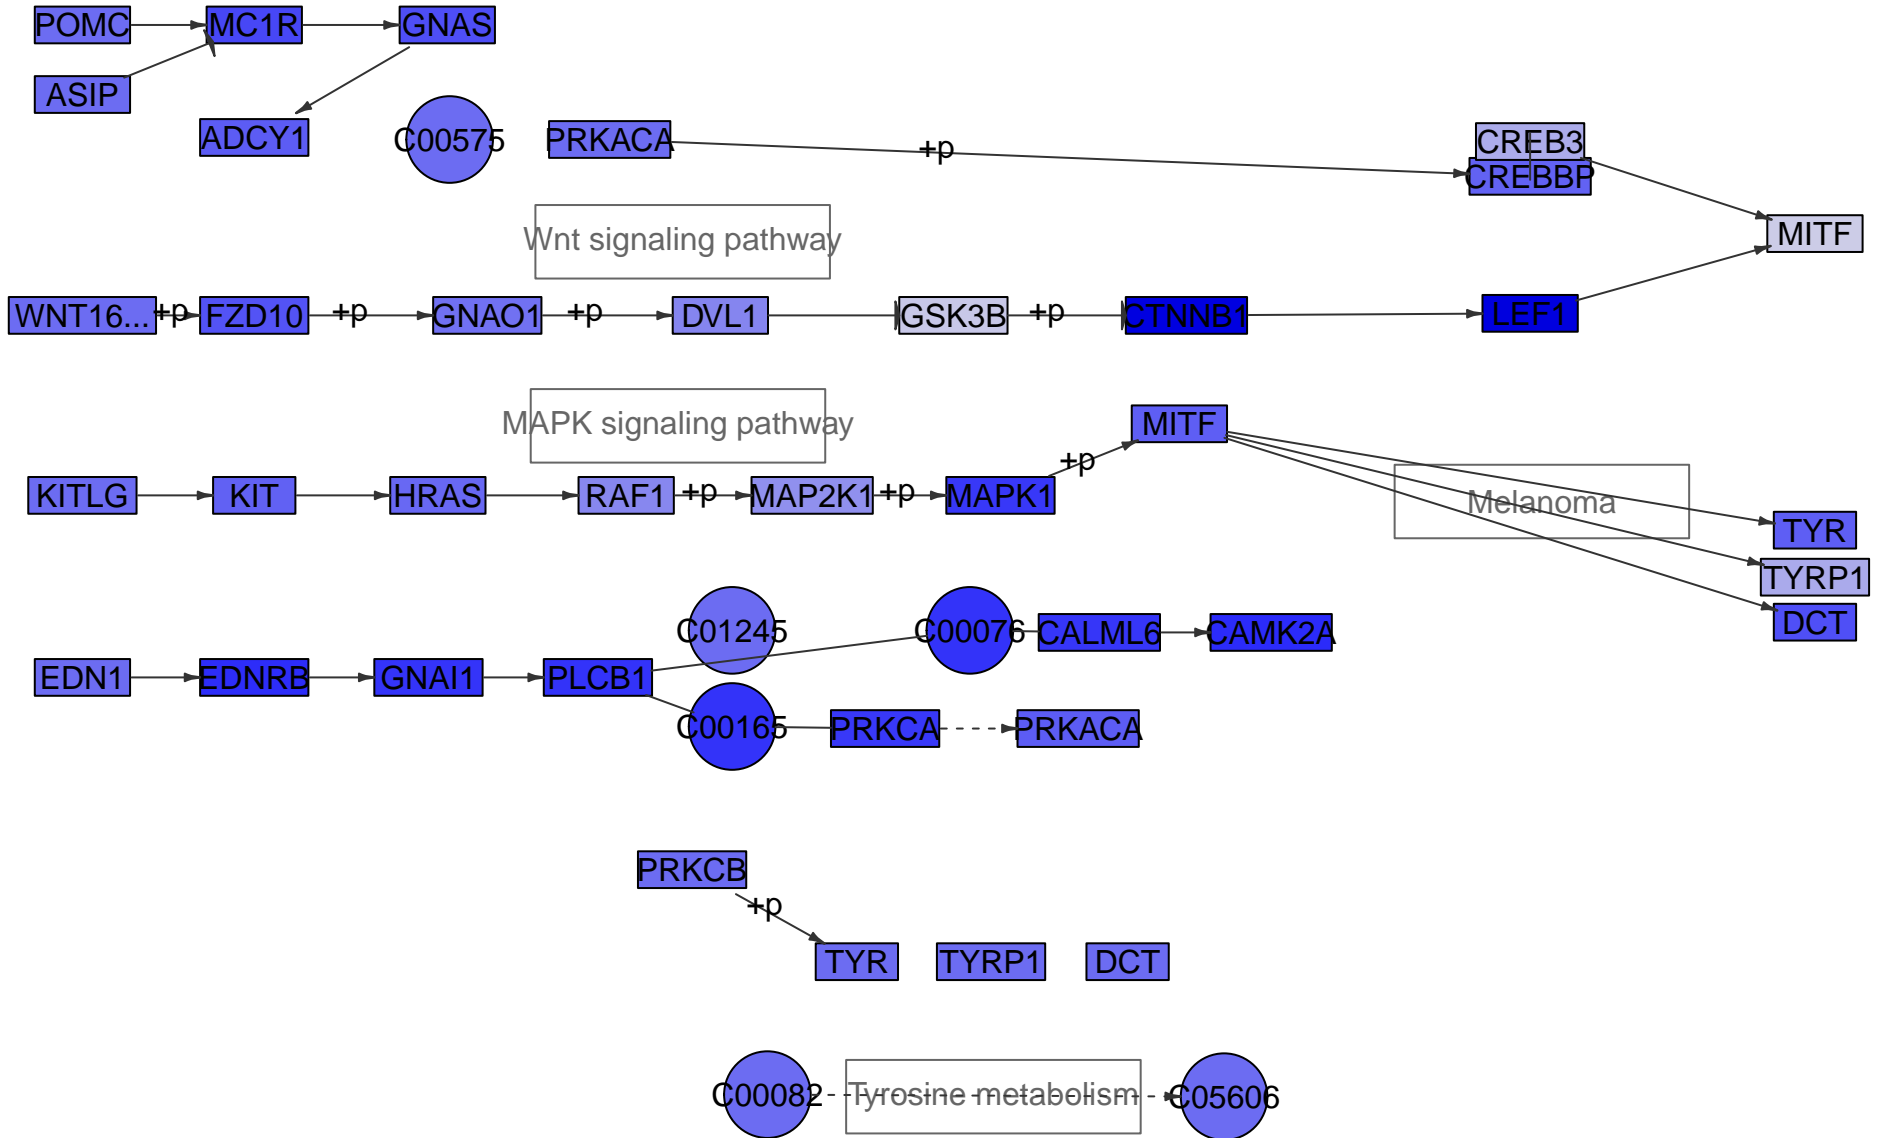 POMC
MC1R
GNAS
ASIP
ADCY1
C00575
PRKACA
+p
CREB3
CREBBP
Wnt signaling pathway
MITF
WNT16...
+p
FZD10
+p
GNAO1
+p
DVL1
GSK3B
+p
CTNNB1
LEF1
MAPK signaling pathway
MITF
+p
KITLG
KIT
HRAS
RAF1
+p
MAP2K1
+p
MAPK1
Melanoma
TYR
TYRP1
DCT
C01245
C00076
CALML6
CAMK2A
EDN1
EDNRB
GNAI1
PLCB1
C00165
PRKCA
PRKACA
PRKCB
+p
TYR
TYRP1
DCT
C00082
Tyrosine metabolism
C05606